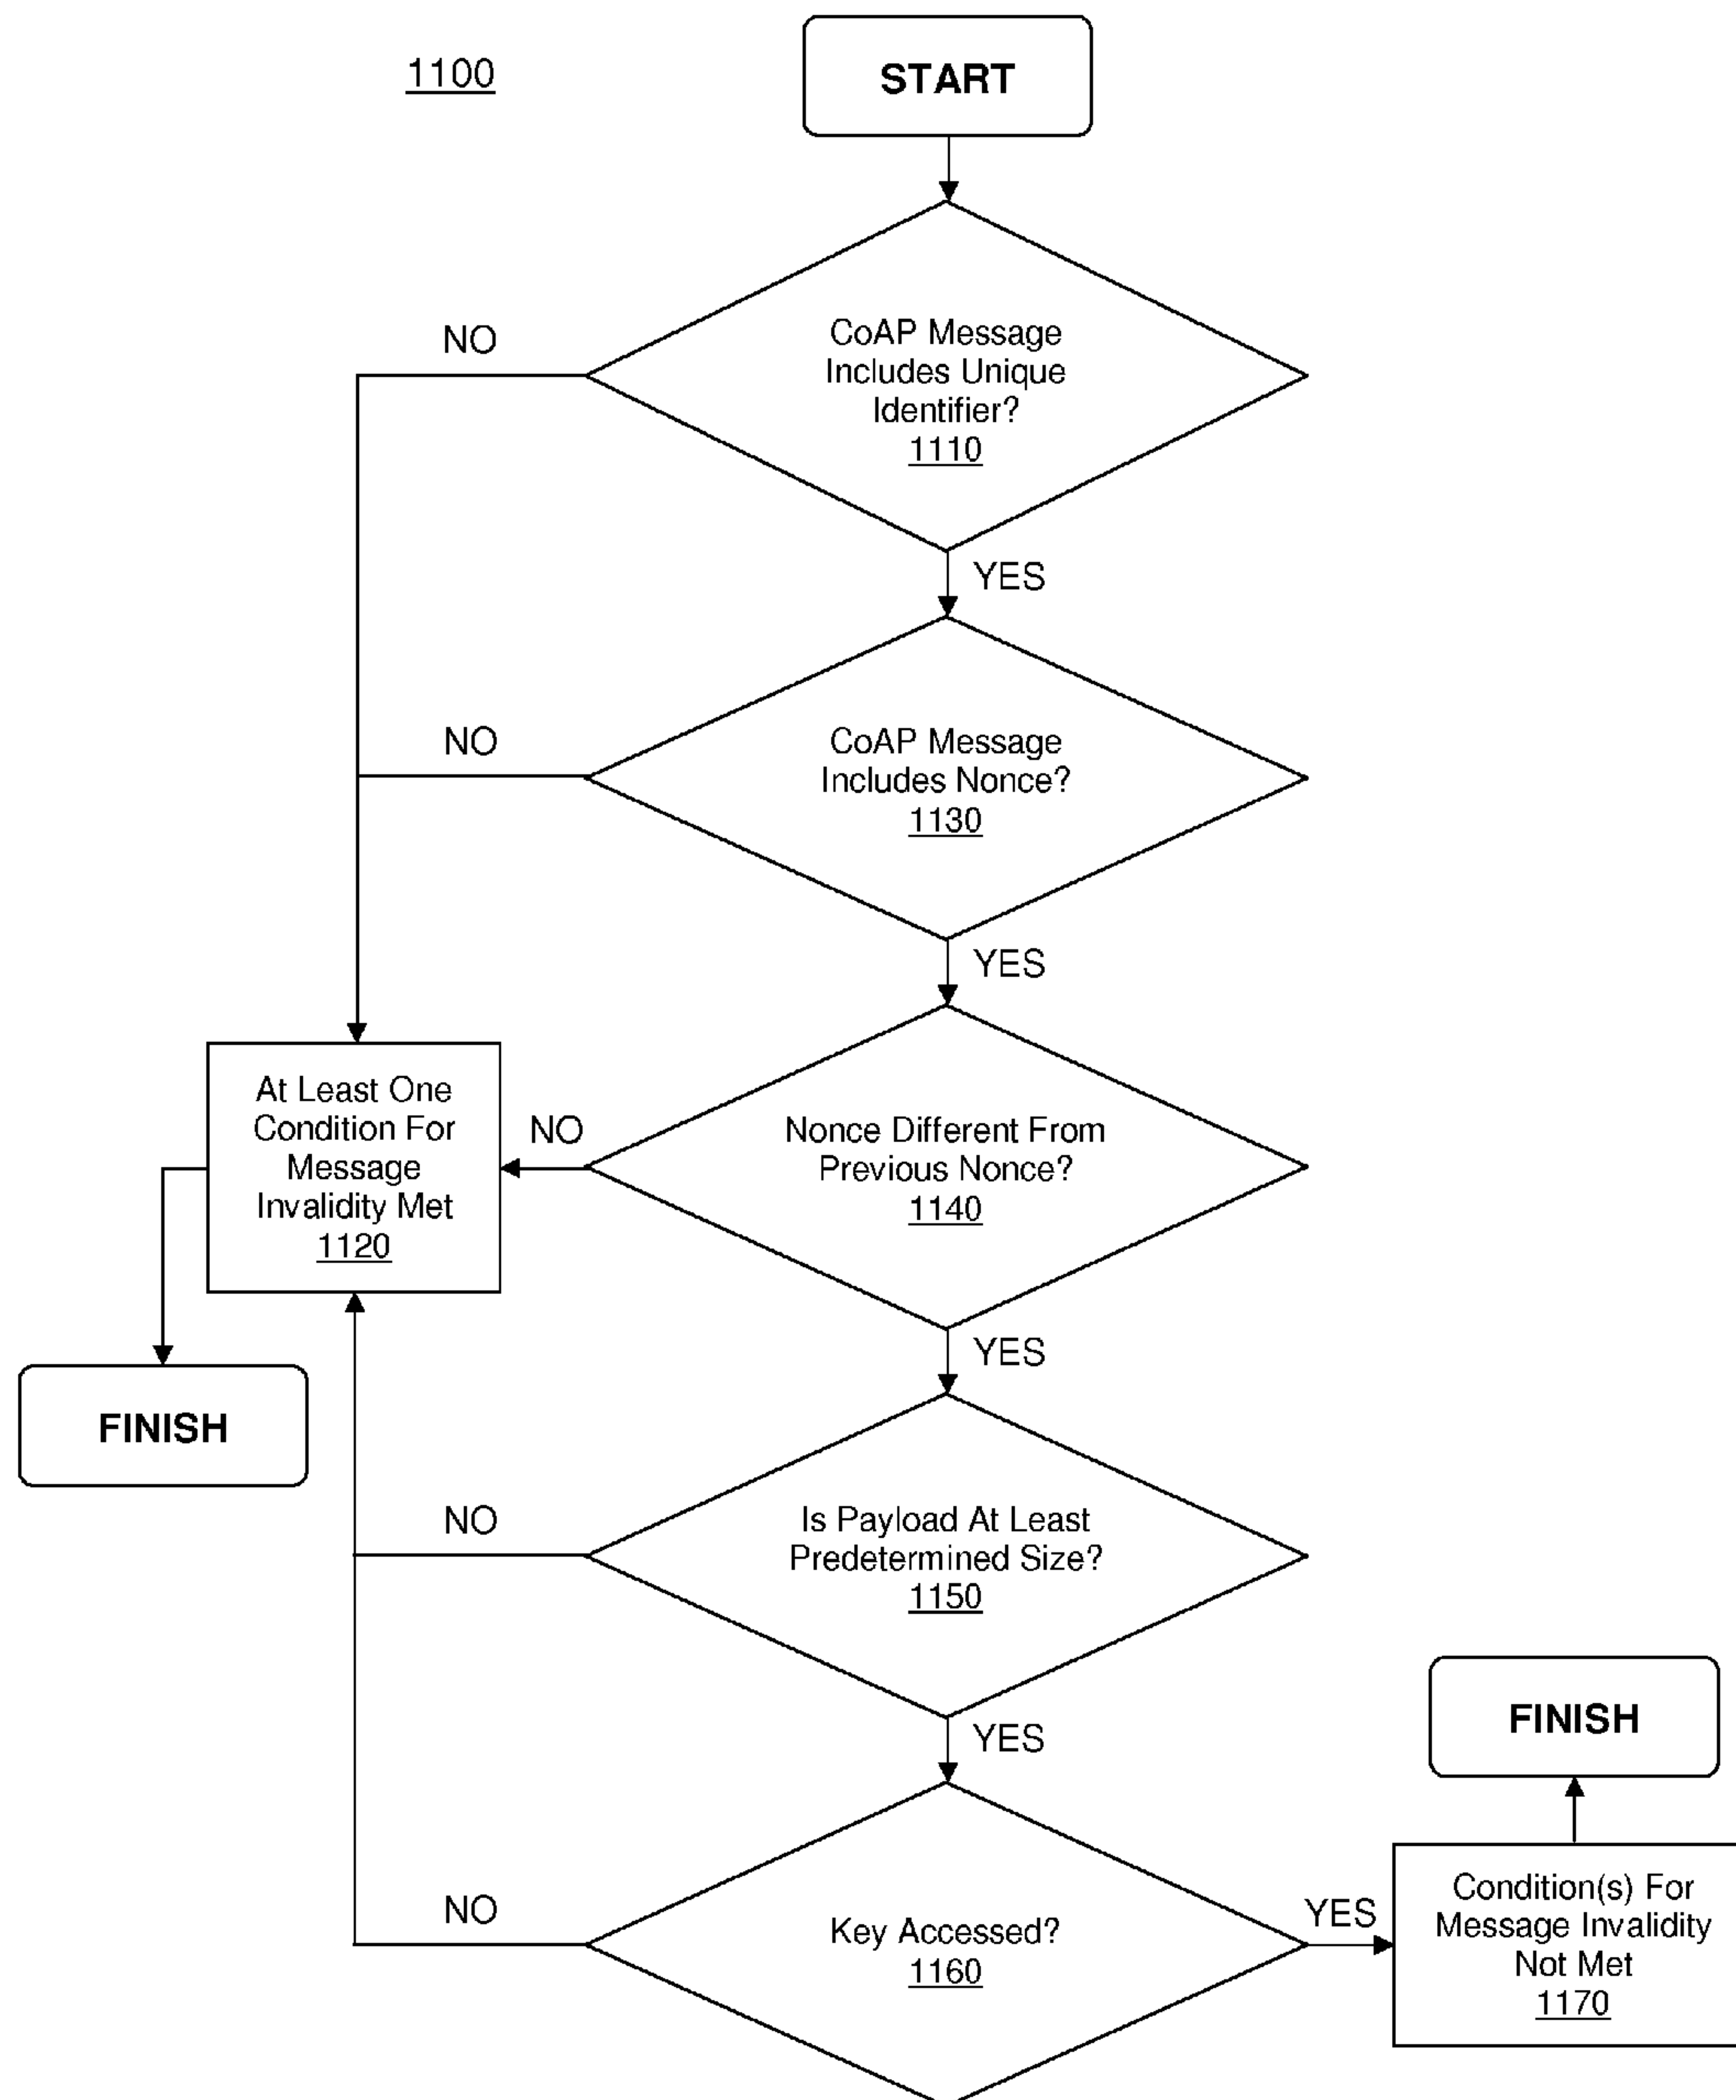 1100
START
NO
CoAP Message
Includes Unique
Identifier?
1110
YES
NO
CoAP Message
Includes Nonce?
1130
YES
At Least One
Condition For
Message
Invalidity Met
1120
NO
Nonce Different From
Previous Nonce?
1140
YES
FINISH
NO
Is Payload At Least
Predetermined Size?
1150
YES
FINISH
NO
Key Accessed?
1160
YES
Condition(s) For
Message Invalidity
Not Met
1170